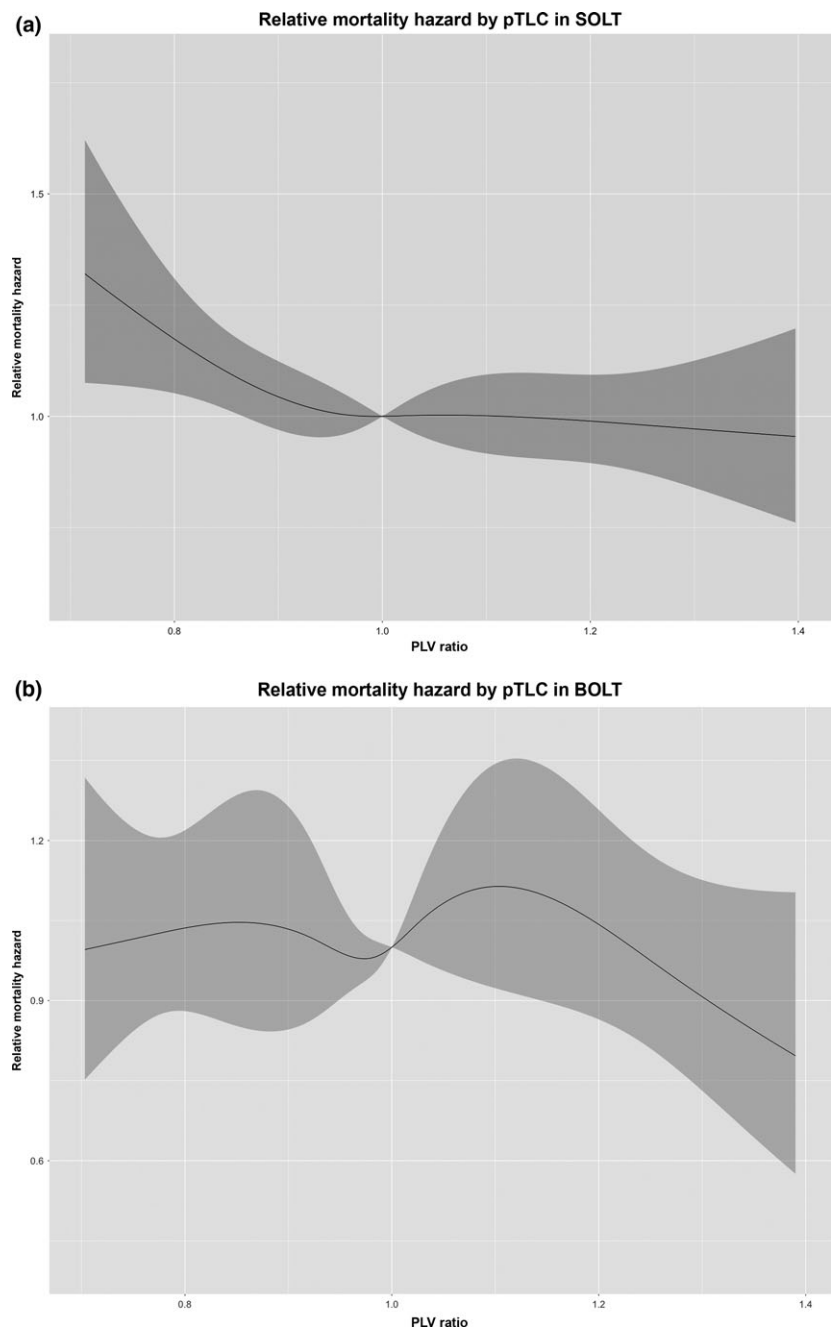 (a)
Relative mortality hazard by pTLC in SOLT
Relative mortality hazard
1.5
1.0
0.8
1.0
1.2
1.4
PLV ratio
(b)
Relative mortality hazard by pTLC in BOLT
Relative mortality hazard
1.2
0.9
0.6
0.8
1.0
1.2
1.4
PLV ratio